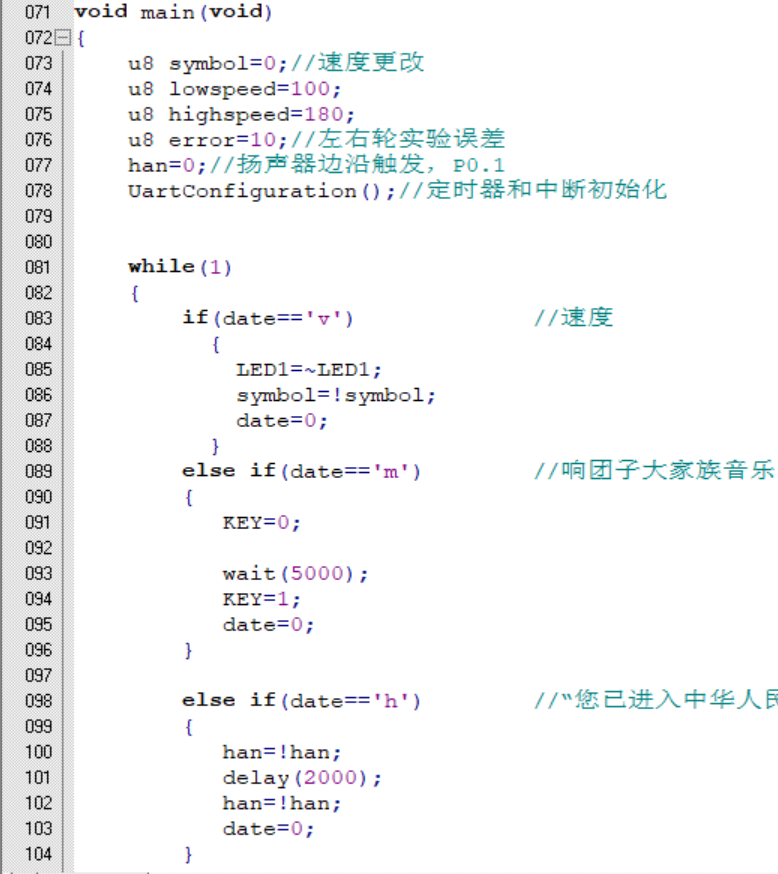 071 void main(void)
072 {
073 u8 symbol=0;//速度更改
074 u8 lowspeed=100;
075 u8 highspeed=180;
076 u8 error=10;//左右轮实验误差
077 han=0;//扬声器边沿触发，P0.1
078 UartConfiguration();//定时器和中断初始化
079
080
081 while(1)
082 {
083 if(date=='v') //速度
084 {
085 LED1=~LED1;
086 symbol=!symbol;
087 date=0;
088 }
089 else if(date=='m') //响团子大家族音乐
090 {
091 KEY=0;
092
093 wait(5000);
094 KEY=1;
095 date=0;
096 }
097
098 else if(date=='h') //“您已进入中华人民
099 {
100 han=!han;
101 delay(2000);
102 han=!han;
103 date=0;
104 }